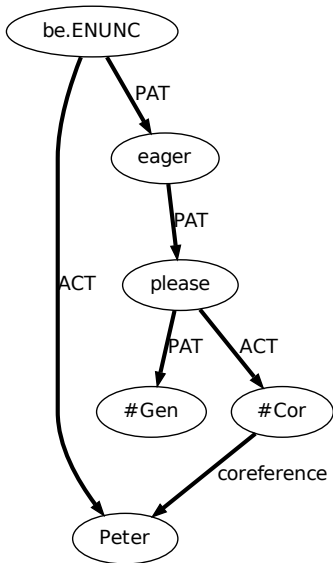 be.ENUNC
PAT
eager
PAT
please
ACT
PAT
ACT
#Gen
#Cor
coreference
Peter